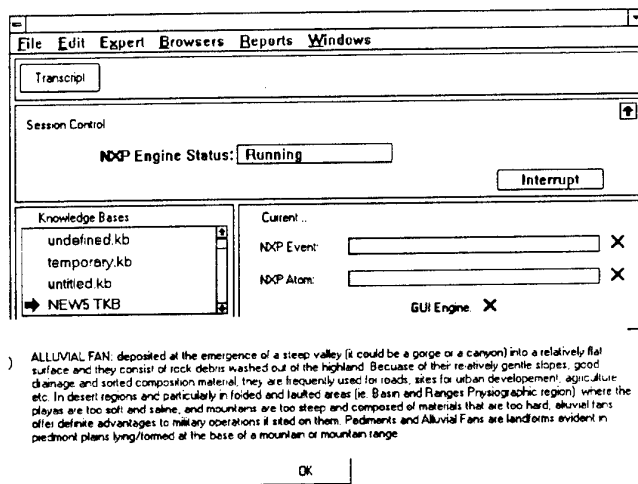 File Edit Expert Browsers Reports Windows
Transcript
Session Control
NXP Engine Status: Running
Interrupt
Knowledge Bases
undefined.kb
temporary.kb
untitled.kb
NEW5 TKB
Current ..
NXP Event:
NXP Atom:
GUI Engine.
) ALLUVIAL FAN: deposited at the emergence of a steep valley (it could be a gorge or a canyon) into a relatively flat
surface and they consist of rock debris washed out of the highland. Becuase of their relatively gentle slopes, good
drainage and sorted composition material, they are frequently used for roads, sites for urban developement, agriculture
etc. In desert regions and particularly in folded and faulted areas (ie. Basin and Ranges Physiographic region) where the
playas are too soft and saline, and mountains are too steep and composed of materials that are too hard, alluvial fans
offer definite advantages to military operations if sited on them. Pediments and Alluvial Fans are landforms evident in
piedmont plains lying/formed at the base of a mountain or mountain range
OK